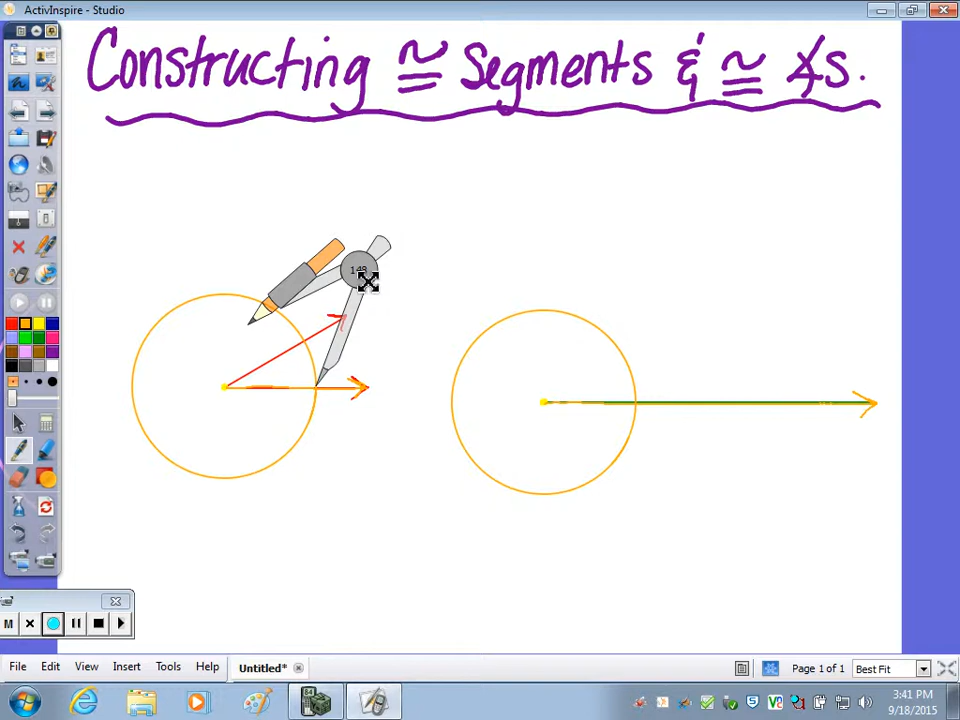 ActivInspire - Studio
Constructing ≅ Segments & ≅ ∡s.
M
File Edit View Insert Tools Help Untitled* Page 1 of 1 Best Fit
3:41 PM
9/18/2015